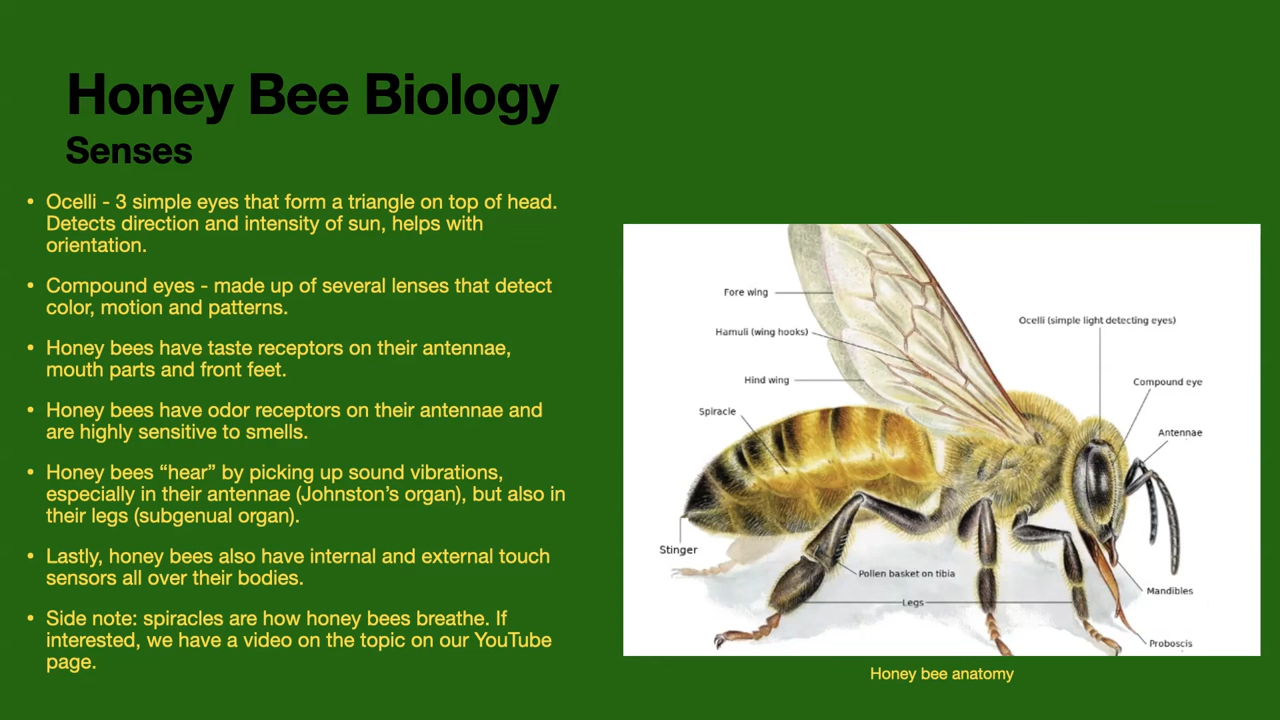 Honey Bee Biology
Senses
• Ocelli - 3 simple eyes that form a triangle on top of head.
Detects direction and intensity of sun, helps with
orientation.
• Compound eyes - made up of several lenses that detect
color, motion and patterns.
• Honey bees have taste receptors on their antennae,
mouth parts and front feet.
• Honey bees have odor receptors on their antennae and
are highly sensitive to smells.
• Honey bees “hear” by picking up sound vibrations,
especially in their antennae (Johnston’s organ), but also in
their legs (subgenual organ).
• Lastly, honey bees also have internal and external touch
sensors all over their bodies.
• Side note: spiracles are how honey bees breathe. If
interested, we have a video on the topic on our YouTube
page.
Fore wing
Hamuli (wing hooks)
Hind wing
Spiracle
Stinger
Ocelli (simple light detecting eyes)
Compound eye
Antennae
Pollen basket on tibia
Legs
Mandibles
Proboscis
Honey bee anatomy